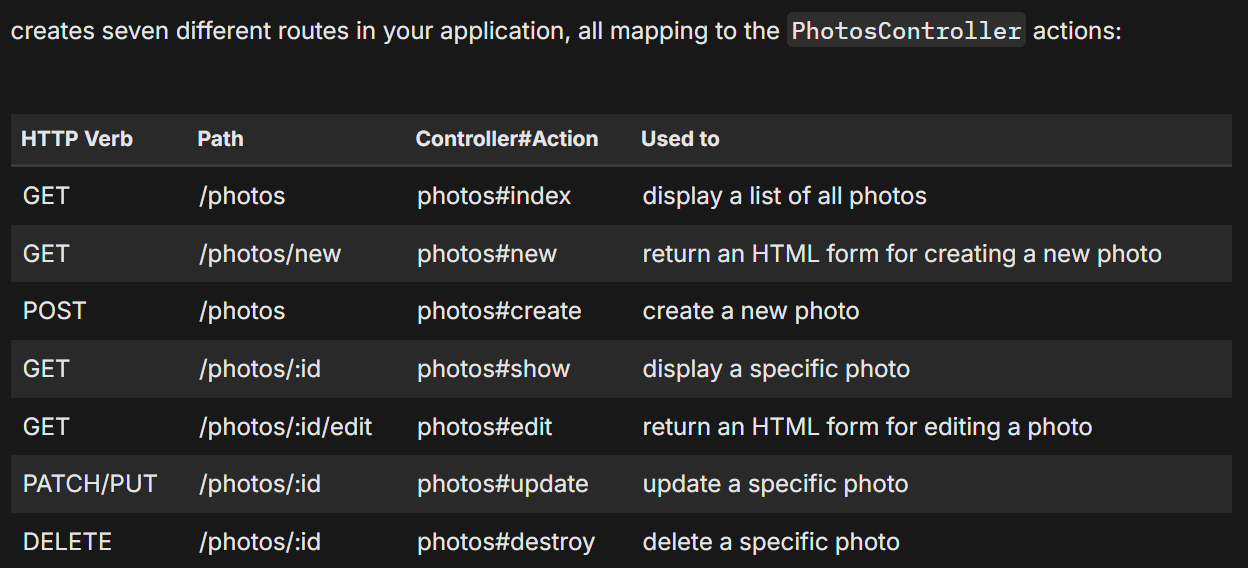 creates seven different routes in your application, all mapping to the PhotosController actions:
HTTP Verb Path Controller#Action Used to
GET /photos photos#index display a list of all photos
GET /photos/new photos#new return an HTML form for creating a new photo
POST /photos photos#create create a new photo
GET /photos/:id photos#show display a specific photo
GET /photos/:id/edit photos#edit return an HTML form for editing a photo
PATCH/PUT /photos/:id photos#update update a specific photo
DELETE /photos/:id photos#destroy delete a specific photo